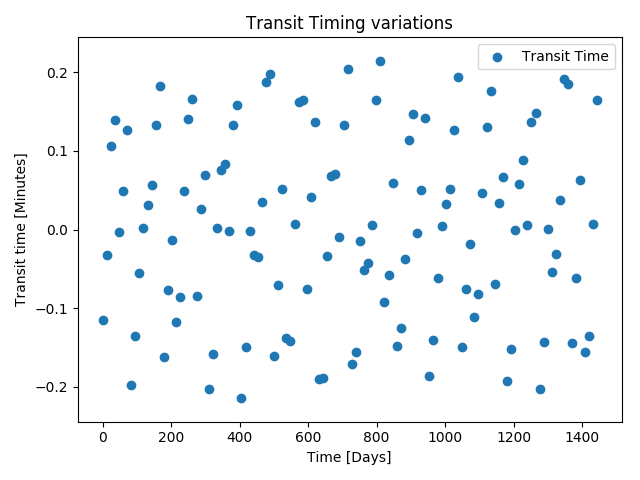 Transit Timing variations
Transit Time
Transit time [Minutes]
0.2
0.1
0.0
−0.1
−0.2
0 200 400 600 800 1000 1200 1400
Time [Days]